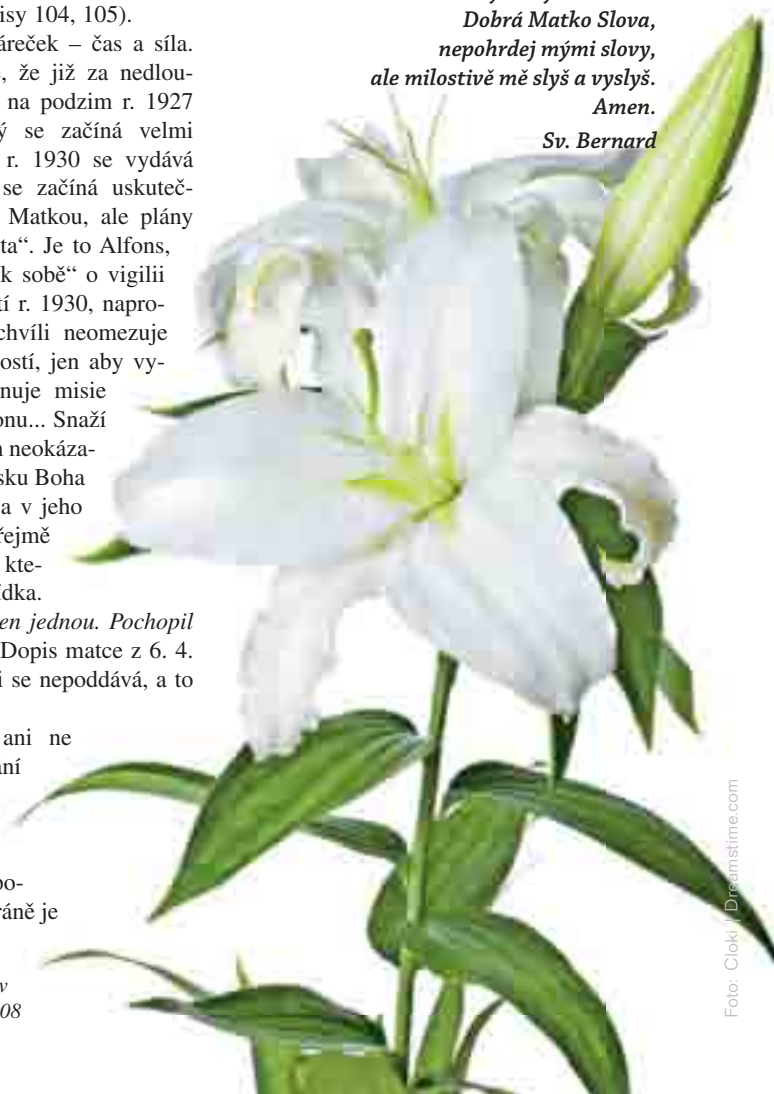 isy 104, 105).
áreček – čas a síla.
, že již za nedlou-
na podzim r. 1927
ý se začíná velmi
r. 1930 se vydává
se začíná uskuteč-
Matkou, ale plány
ta“. Je to Alfons,
k sobě“ o vigilii
tí r. 1930, napro-
chvíli neomezuje
ostí, jen aby vy-
nuje misie
onu... Snaží
n neokáza-
sku Boha
a v jeho
řejmě
kte-
ídka.
en jednou. Pochopil
Dopis matce z 6. 4.
i se nepoddává, a to
ani ne
aní
po-
ráně je
v
08
Dobrá Matko Slova,
nepohrdej mými slovy,
ale milostivě mě slyš a vyslyš.
Amen.
Sv. Bernard
Foto: Cloki | Dreamstime.com